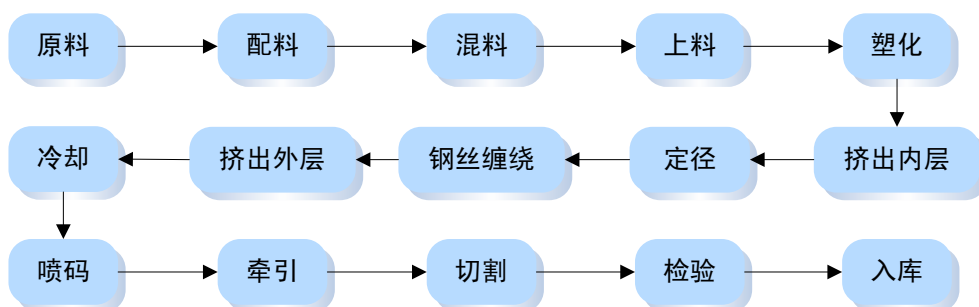 原料 配料 混料 上料 塑化
冷却 挤出外层 钢丝缠绕 定径 挤出内层
喷码 牵引 切割 检验 入库